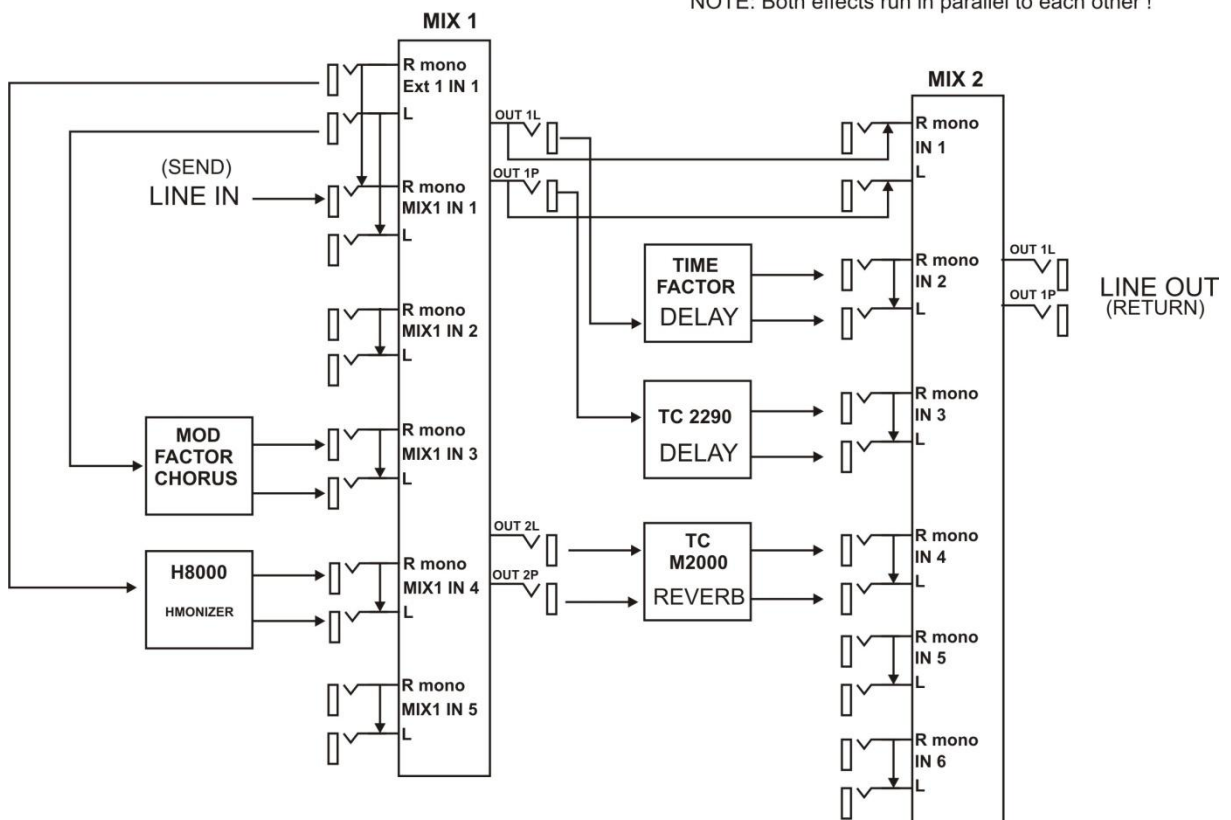 NOTE: Both effects run in parallel to each other !
MIX 1
R mono
Ext 1 IN 1
L
(SEND)
LINE IN
R mono
MIX1 IN 1
L
R mono
MIX1 IN 2
L
MOD
FACTOR
CHORUS
R mono
MIX1 IN 3
L
H8000
HMONIZER
R mono
MIX1 IN 4
L
R mono
MIX1 IN 5
L
OUT 1L
OUT 1P
OUT 2L
OUT 2P
TIME
FACTOR
DELAY
TC 2290
DELAY
TC
M2000
REVERB
MIX 2
R mono
IN 1
L
R mono
IN 2
L
R mono
IN 3
L
R mono
IN 4
L
R mono
IN 5
L
R mono
IN 6
L
OUT 1L
OUT 1P
LINE OUT
(RETURN)